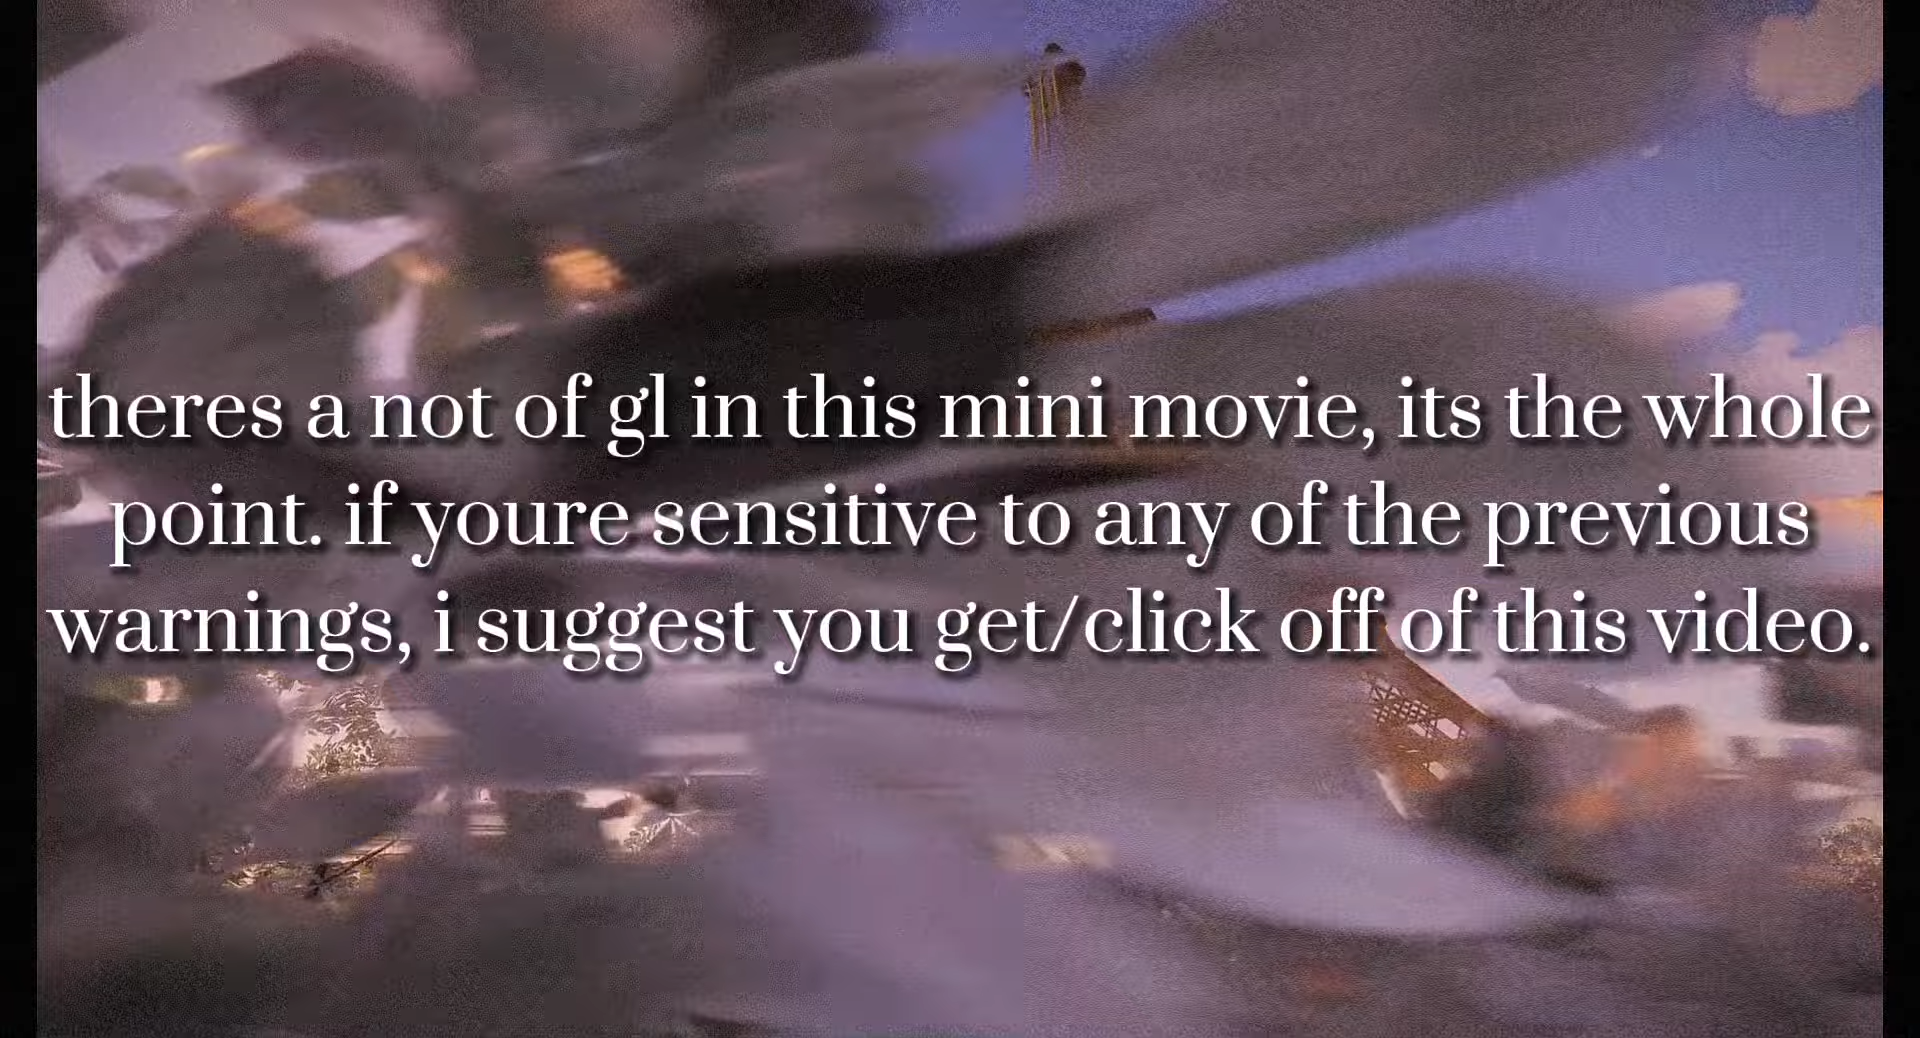 theres a not of gl in this mini movie, its the whole
point. if youre sensitive to any of the previous
warnings, i suggest you get/click off of this video.